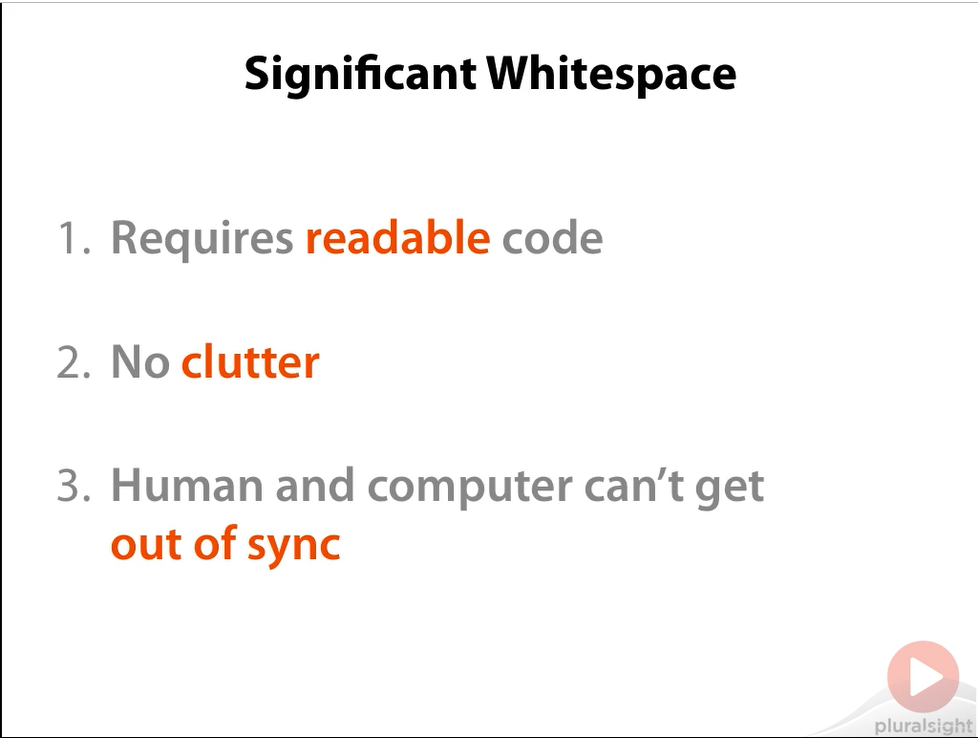 Significant Whitespace
1. Requires readable code
2. No clutter
3. Human and computer can’t get
out of sync
pluralsight